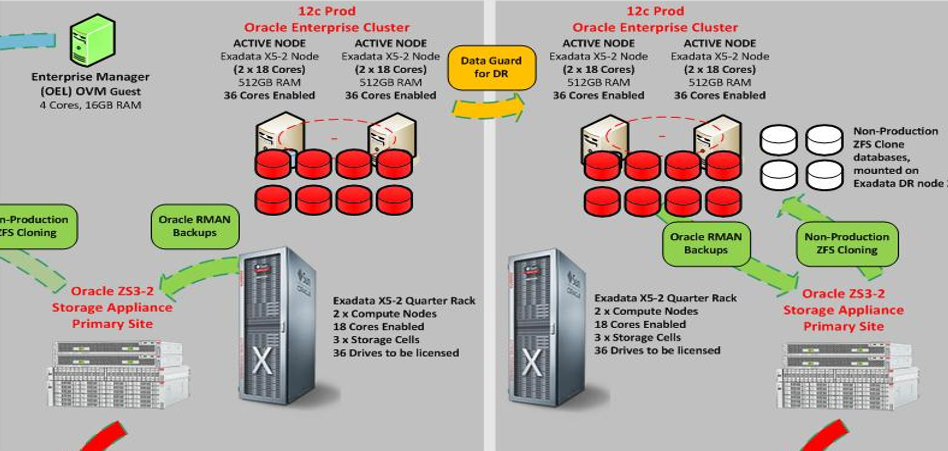 12c Prod
Oracle Enterprise Cluster
ACTIVE NODE
Exadata X5-2 Node
(2 x 18 Cores)
512GB RAM
36 Cores Enabled
ACTIVE NODE
Exadata X5-2 Node
(2 x 18 Cores)
512GB RAM
36 Cores Enabled
Enterprise Manager
(OEL) OVM Guest
4 Cores, 16GB RAM
Data Guard
for DR
12c Prod
Oracle Enterprise Cluster
ACTIVE NODE
Exadata X5-2 Node
(2 x 18 Cores)
512GB RAM
36 Cores Enabled
ACTIVE NODE
Exadata X5-2 Node
(2 x 18 Cores)
512GB RAM
36 Cores Enabled
Non-Production
ZFS Clone
databases,
mounted on
Exadata DR node
n-Production
ZFS Cloning
Oracle RMAN
Backups
Oracle ZS3-2
Storage Appliance
Primary Site
Exadata X5-2 Quarter Rack
2 x Compute Nodes
18 Cores Enabled
3 x Storage Cells
36 Drives to be licensed
X
Oracle RMAN
Backups
Non-Production
ZFS Cloning
Exadata X5-2 Quarter Rack
2 x Compute Nodes
18 Cores Enabled
3 x Storage Cells
36 Drives to be licensed
X
Oracle ZS3-2
Storage Appliance
Primary Site